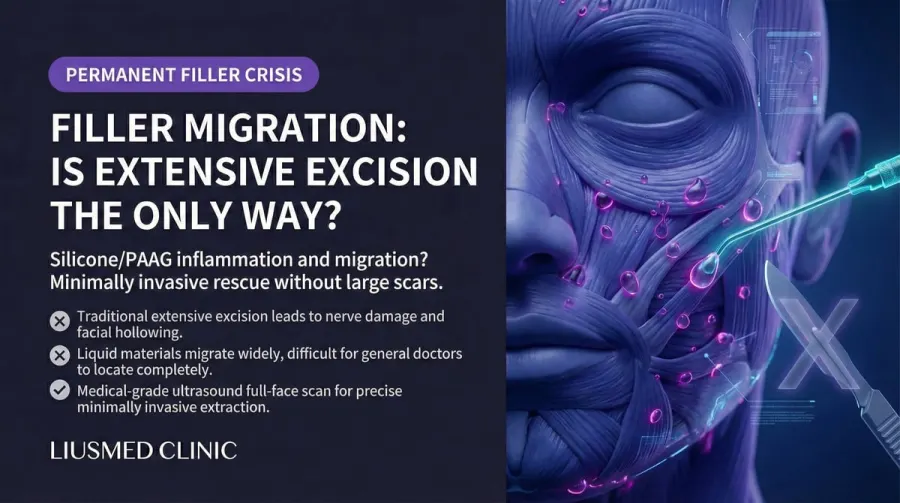 PERMANENT FILLER CRISIS
FILLER MIGRATION:
IS EXTENSIVE EXCISION
THE ONLY WAY?
Silicone/PAAG inflammation and migration?
Minimally invasive rescue without large scars.
Traditional extensive excision leads to nerve damage and
facial hollowing.
Liquid materials migrate widely, difficult for general doctors
to locate completely.
Medical-grade ultrasound full-face scan for precise
minimally invasive extraction.
LIUSMED CLINIC